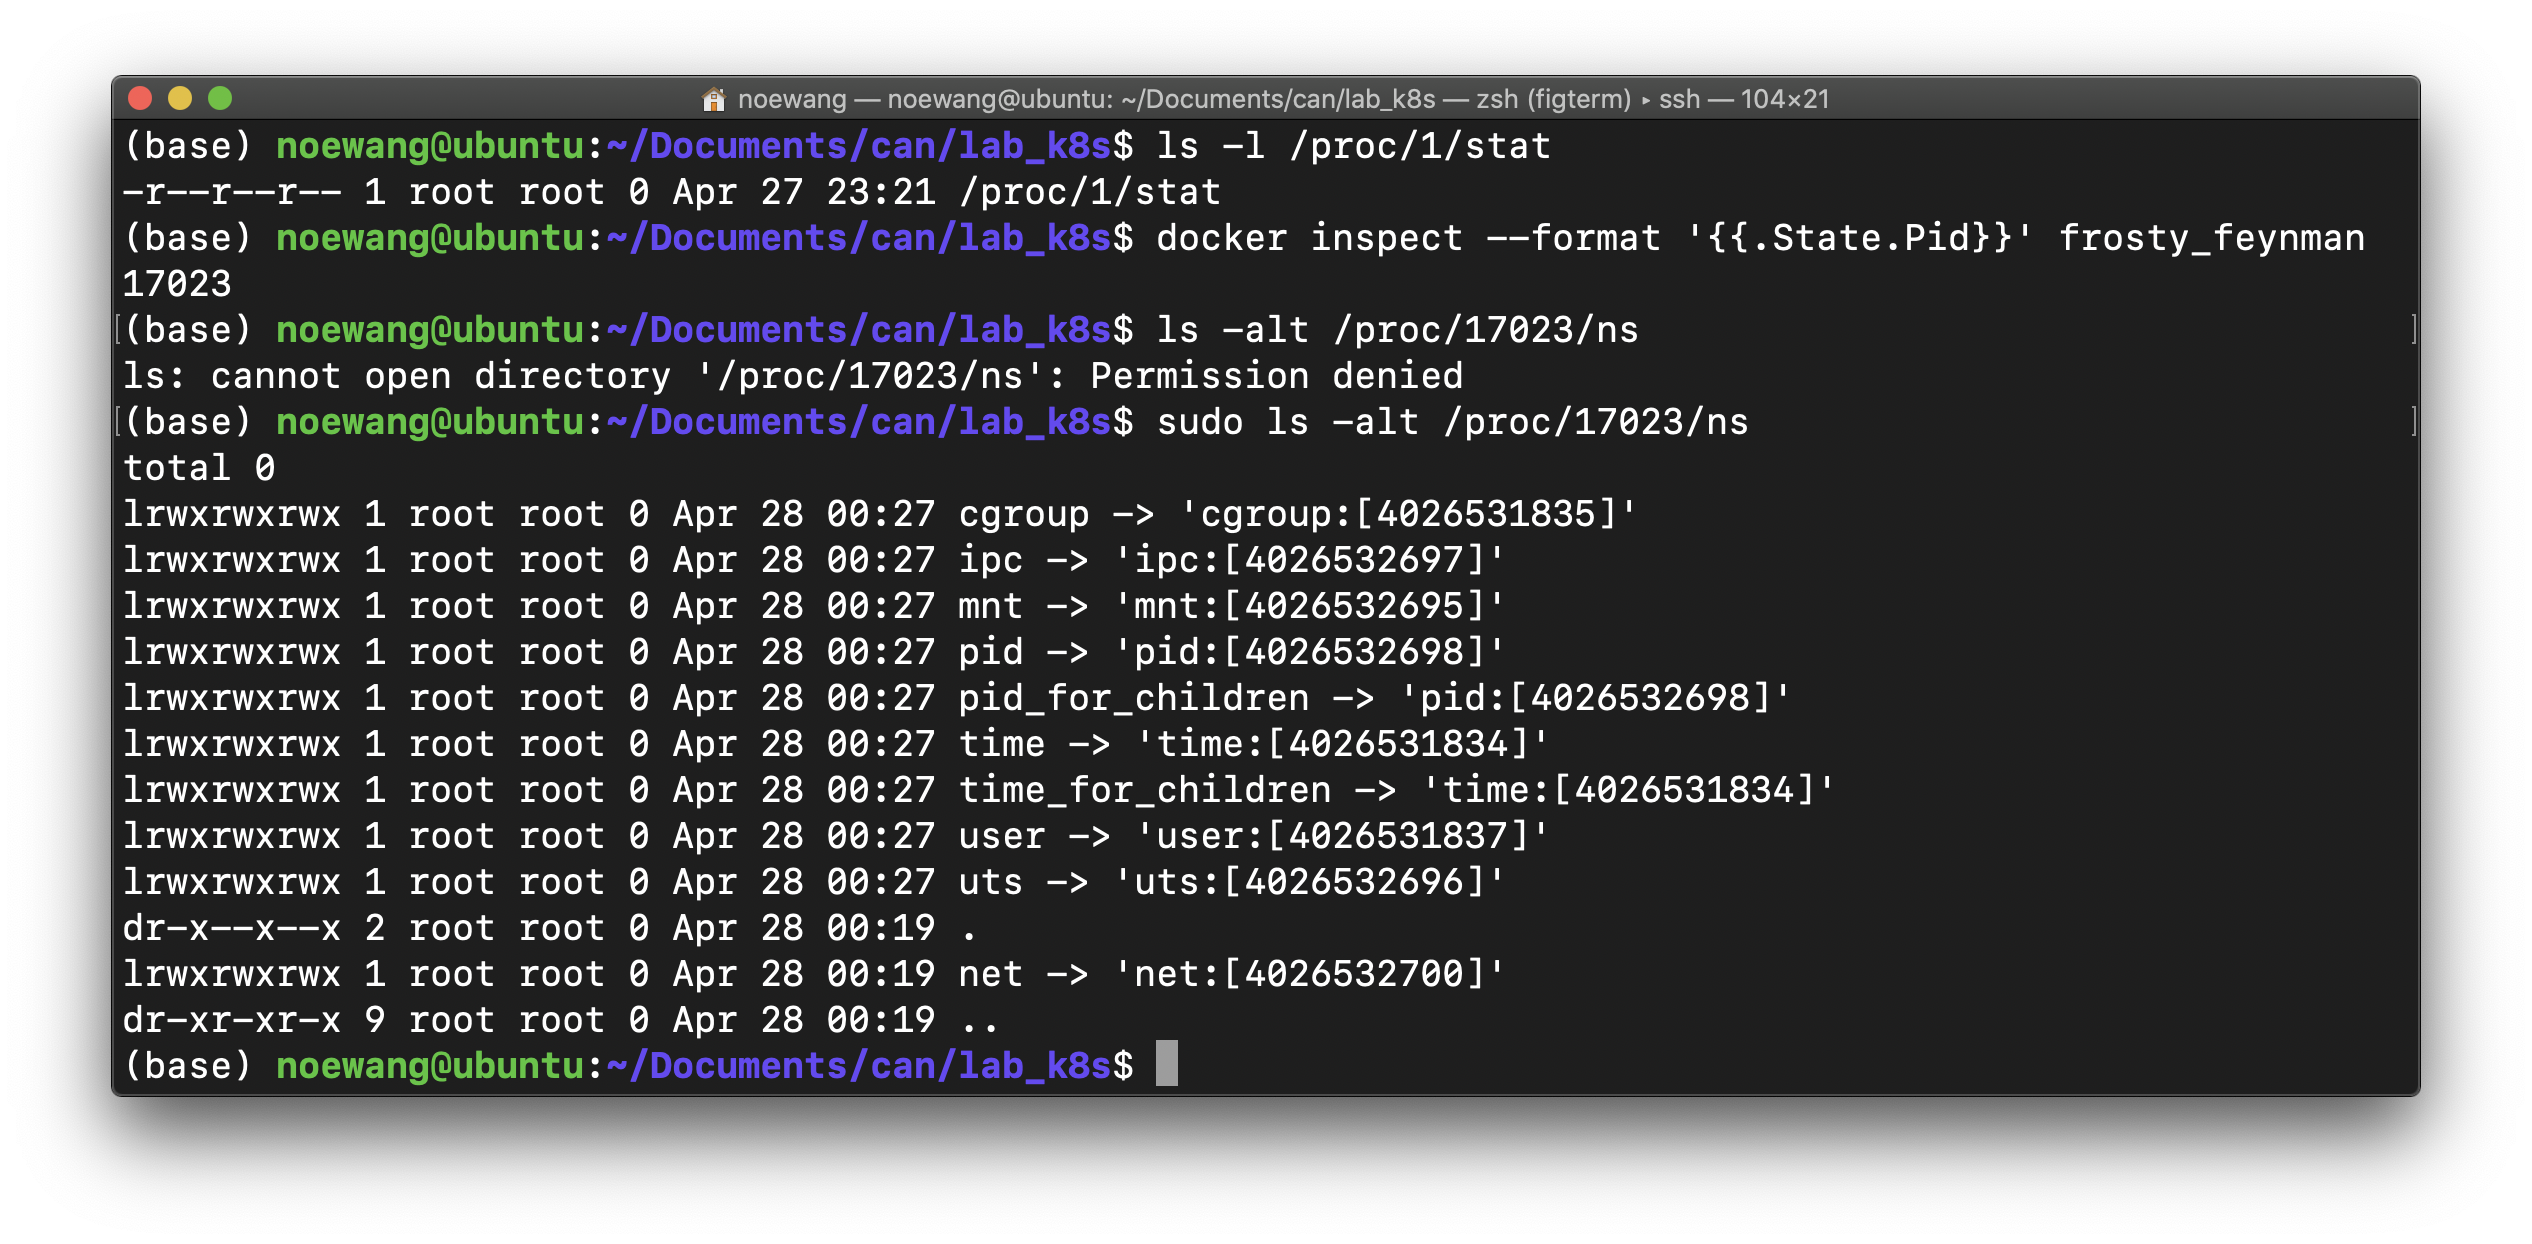 noewang — noewang@ubuntu: ~/Documents/can/lab_k8s — zsh (figterm) ▸ ssh — 104×21
(base) noewang@ubuntu:~/Documents/can/lab_k8s$ ls -l /proc/1/stat
-r--r--r-- 1 root root 0 Apr 27 23:21 /proc/1/stat
(base) noewang@ubuntu:~/Documents/can/lab_k8s$ docker inspect --format '{{.State.Pid}}' frosty_feynman
17023
[(base) noewang@ubuntu:~/Documents/can/lab_k8s$ ls -alt /proc/17023/ns ]
ls: cannot open directory '/proc/17023/ns': Permission denied
[(base) noewang@ubuntu:~/Documents/can/lab_k8s$ sudo ls -alt /proc/17023/ns ]
total 0
lrwxrwxrwx 1 root root 0 Apr 28 00:27 cgroup -> 'cgroup:[4026531835]'
lrwxrwxrwx 1 root root 0 Apr 28 00:27 ipc -> 'ipc:[4026532697]'
lrwxrwxrwx 1 root root 0 Apr 28 00:27 mnt -> 'mnt:[4026532695]'
lrwxrwxrwx 1 root root 0 Apr 28 00:27 pid -> 'pid:[4026532698]'
lrwxrwxrwx 1 root root 0 Apr 28 00:27 pid_for_children -> 'pid:[4026532698]'
lrwxrwxrwx 1 root root 0 Apr 28 00:27 time -> 'time:[4026531834]'
lrwxrwxrwx 1 root root 0 Apr 28 00:27 time_for_children -> 'time:[4026531834]'
lrwxrwxrwx 1 root root 0 Apr 28 00:27 user -> 'user:[4026531837]'
lrwxrwxrwx 1 root root 0 Apr 28 00:27 uts -> 'uts:[4026532696]'
dr-x--x--x 2 root root 0 Apr 28 00:19 .
lrwxrwxrwx 1 root root 0 Apr 28 00:19 net -> 'net:[4026532700]'
dr-xr-xr-x 9 root root 0 Apr 28 00:19 ..
(base) noewang@ubuntu:~/Documents/can/lab_k8s$